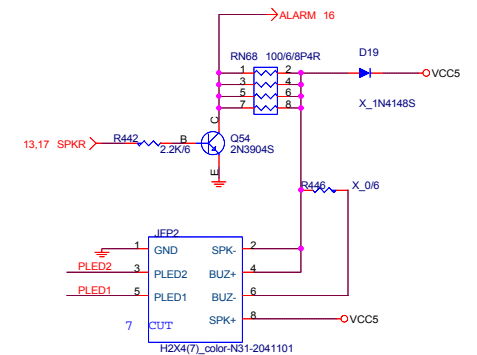 ALARM 16
RN68 100/6/8P4R
D19
1 2
3 4
5 6
7 8
VCC5
X_1N4148S
C
13,17 SPKR
R442
B
Q54
2.2K/6
2N3904S
E
R446
X_0/6
JFP2
1 GND SPK- 2
PLED2 3 PLED2 BUZ+ 4
PLED1 5 PLED1 BUZ- 6
SPK+ 8 VCC5
7 CUT
H2X4(7)_color-N31-2041101